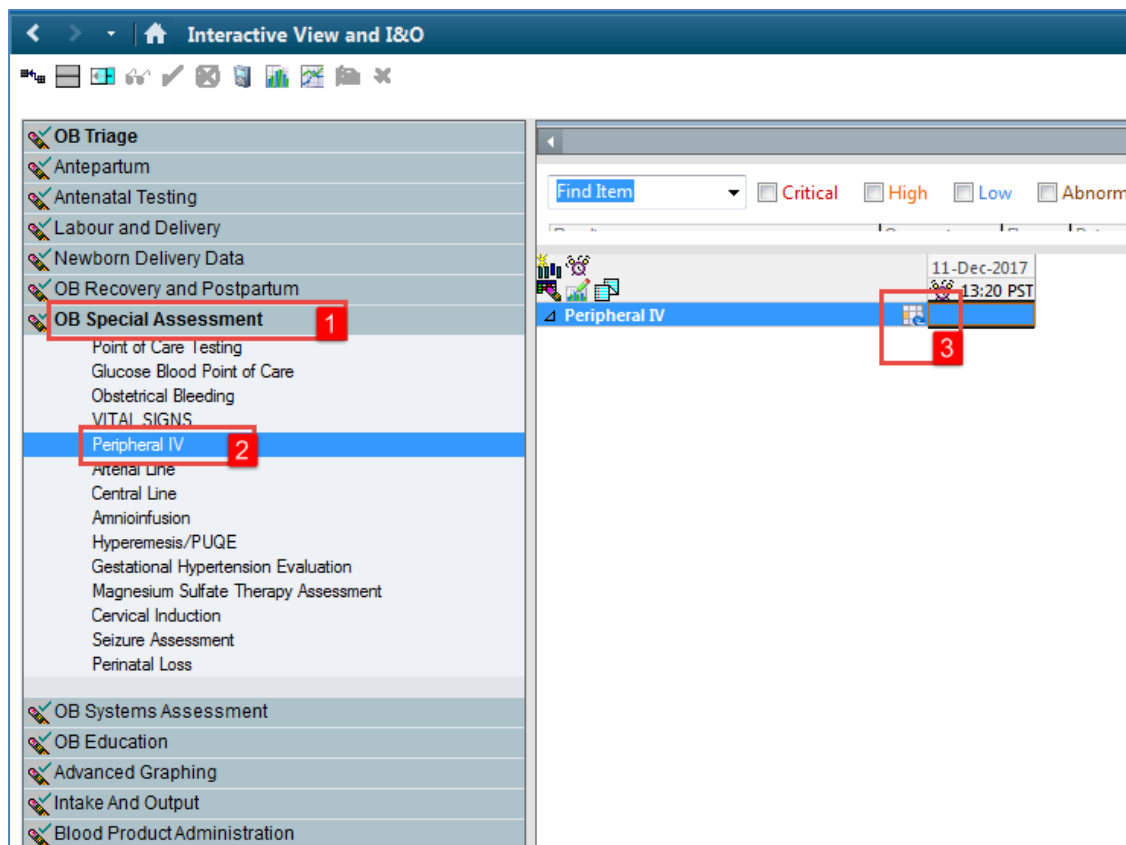 Interactive View and I&O
OB Triage
Antepartum
Antenatal Testing
Labour and Delivery
Newborn Delivery Data
OB Recovery and Postpartum
OB Special Assessment
1
Point of Care Testing
Glucose Blood Point of Care
Obstetrical Bleeding
VITAL SIGNS
Peripheral IV
2
Arterial Line
Central Line
Amnioinfusion
Hyperemesis/PUQE
Gestational Hypertension Evaluation
Magnesium Sulfate Therapy Assessment
Cervical Induction
Seizure Assessment
Perinatal Loss
OB Systems Assessment
OB Education
Advanced Graphing
Intake And Output
Blood Product Administration
Find Item
Critical
High
Low
Abnorm
11-Dec-2017
13:20 PST
Peripheral IV
3